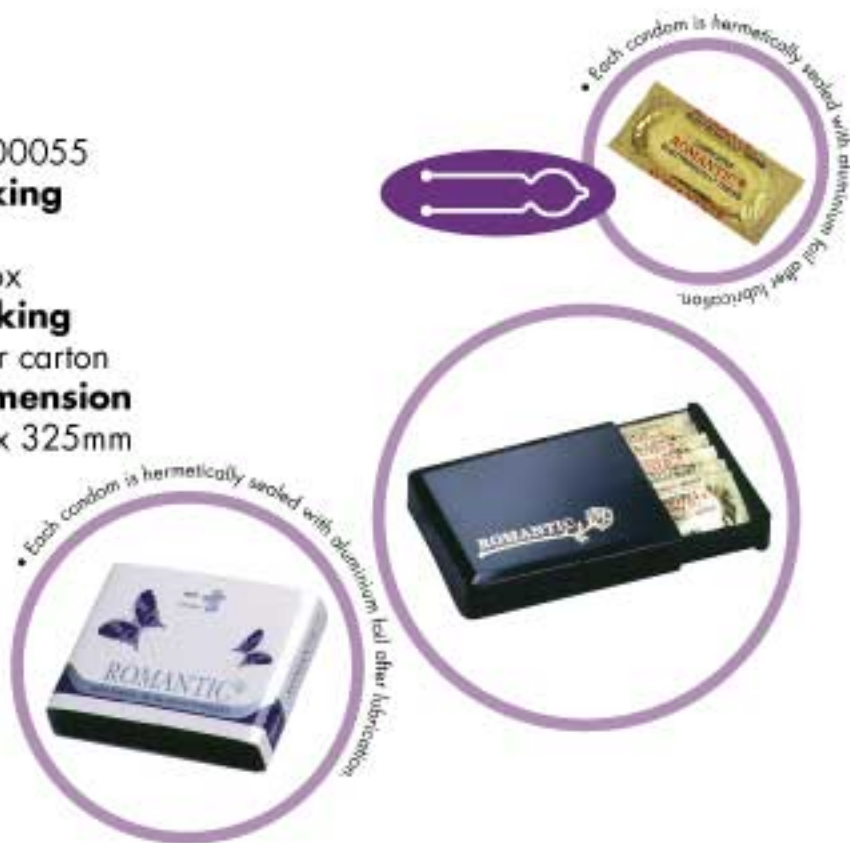 00055
king
ox
king
r carton
mension
x 325mm
• Each condom is hermetically sealed with aluminium foil after lubrication.
ROMANTIC®
ROMANTIC
• Each condom is hermetically sealed with aluminium foil after lubrication.
ROMANTIC®